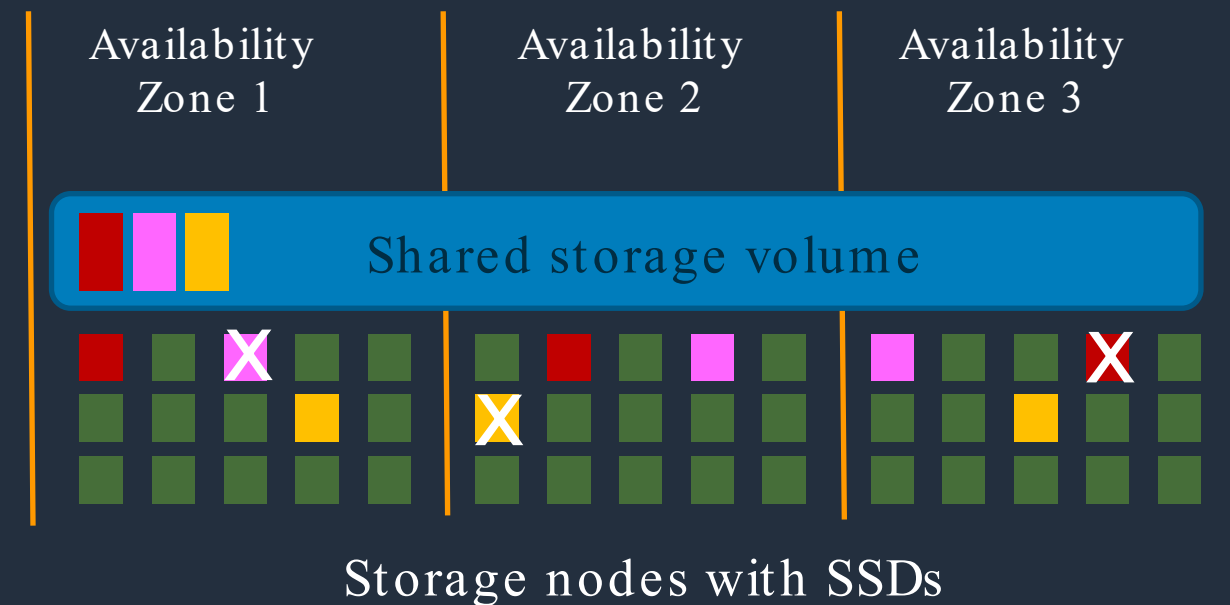 Availability
Zone 1
Availability
Zone 2
Availability
Zone 3
Shared storage volume
X
X
X
Storage nodes with SSDs